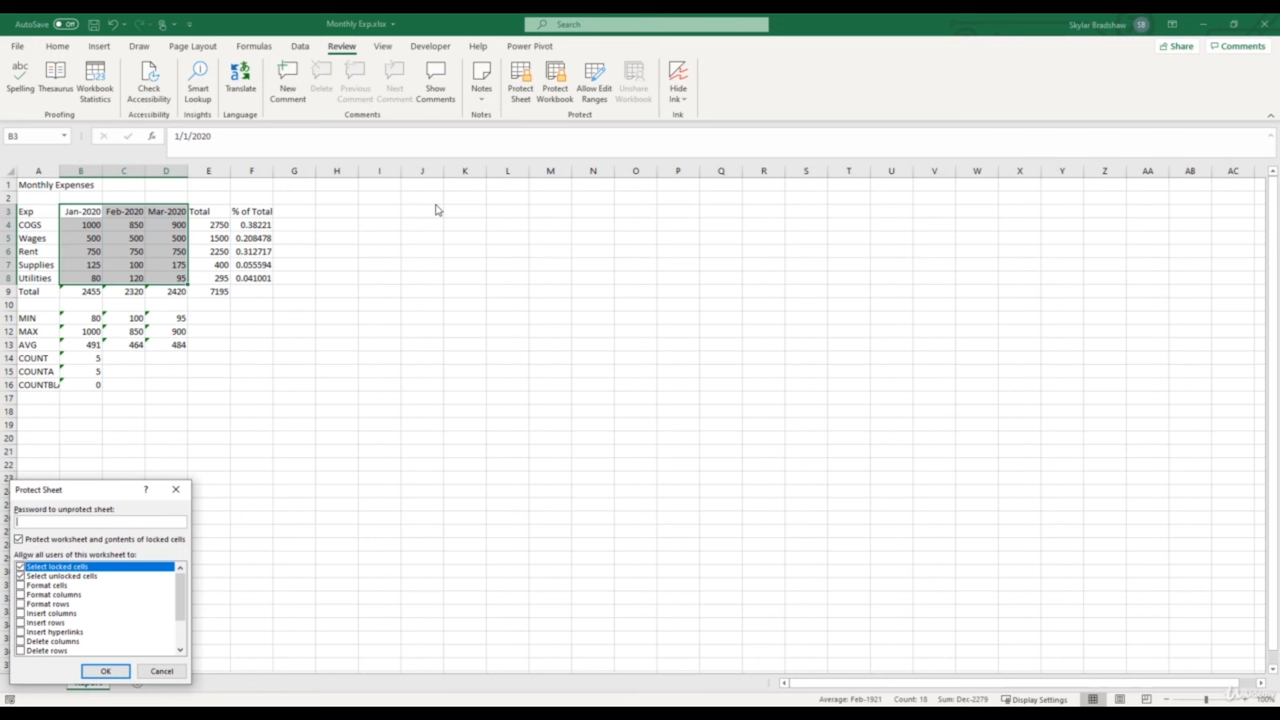 AutoSave Off Monthly Exp.xlsx Search Skyler Bradshaw SB
File Home Insert Draw Page Layout Formulas Data Review View Developer Help Power Pivot Share Comments
abc
Spelling Thesaurus Workbook Statistics Check Accessibility Smart Lookup Translate New Comment Delete Previous Comment Next Comment Show Comments Notes Protect Sheet Protect Workbook Allow Edit Ranges Unshare Workbook Hide Ink
Proofing Accessibility Insights Language Comments Notes Protect Ink
B3 fx 1/1/2020
A B C D E F G H I J K L M N O P Q R S T U V W X Y Z AA AB AC
1 Monthly Expenses
2
3 Exp Jan-2020 Feb-2020 Mar-2020 Total % of Total
4 COGS 1000 850 900 2750 0.38221
5 Wages 500 500 500 1500 0.208478
6 Rent 750 750 750 2250 0.312717
7 Supplies 125 100 175 400 0.055594
8 Utilities 80 120 95 295 0.041001
9 Total 2455 2320 2420 7195
10
11 MIN 80 100 95
12 MAX 1000 850 900
13 AVG 491 464 484
14 COUNT 5
15 COUNTA 5
16 COUNTBL 0
17
18
19
20
21
22
23
Protect Sheet ?
Password to unprotect sheet:
Protect worksheet and contents of locked cells
Allow all users of this worksheet to:
Select locked cells
Select unlocked cells
Format cells
Format columns
Format rows
Insert columns
Insert rows
Insert hyperlinks
Delete columns
Delete rows
OK Cancel
Average: Feb-1921 Count: 18 Sum: Dec-2279 Display Settings 100%